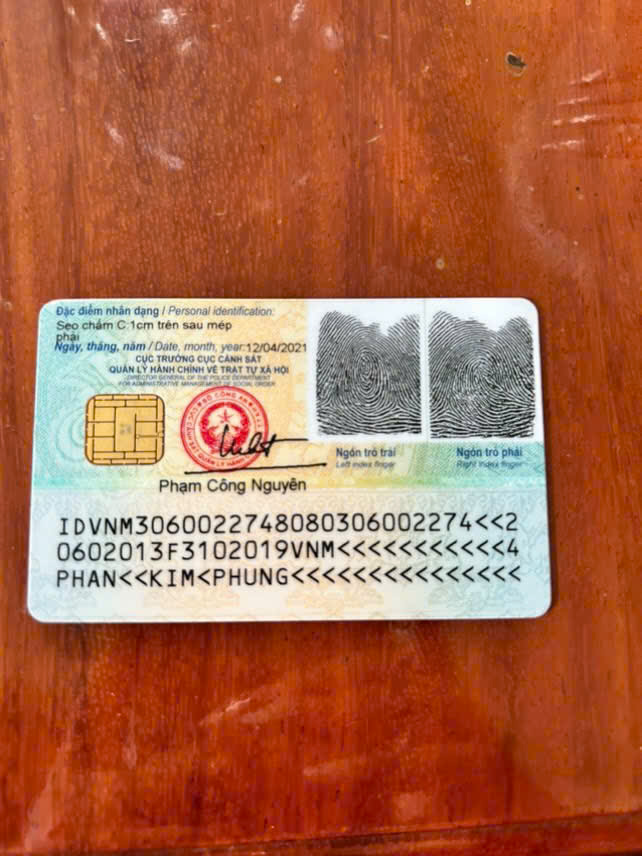 Đặc điểm nhân dạng / Personal identification:
Sẹo chấm C:1cm trên sau mép
phải
Ngày, tháng, năm / Date, month, year:12/04/2021
CỤC TRƯỞNG CỤC CẢNH SÁT
QUẢN LÝ HÀNH CHÍNH VỀ TRẬT TỰ XÃ HỘI
DIRECTOR GENERAL OF THE POLICE DEPARTMENT
FOR ADMINISTRATIVE MANAGEMENT OF SOCIAL ORDER
Phạm Công Nguyên
Ngón trỏ trái
Left index finger
Ngón trỏ phải
Right index finger
IDVNM3060022748080306002274<<2
0602013F3102019VNM<<<<<<<<<<<4
PHAN<<KIM<PHUNG<<<<<<<<<<<<<<<